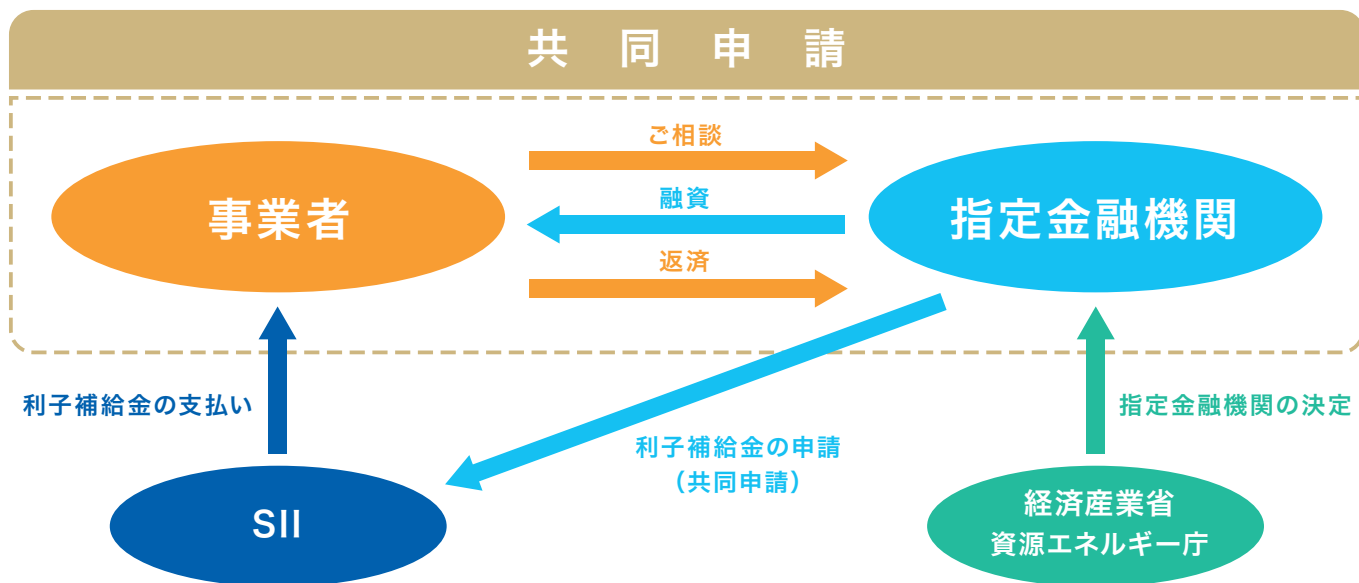 共同申請
ご相談
事業者
融資
指定金融機関
返済
利子補給金の支払い
指定金融機関の決定
利子補給金の申請
（共同申請）
SII
経済産業省
資源エネルギー庁